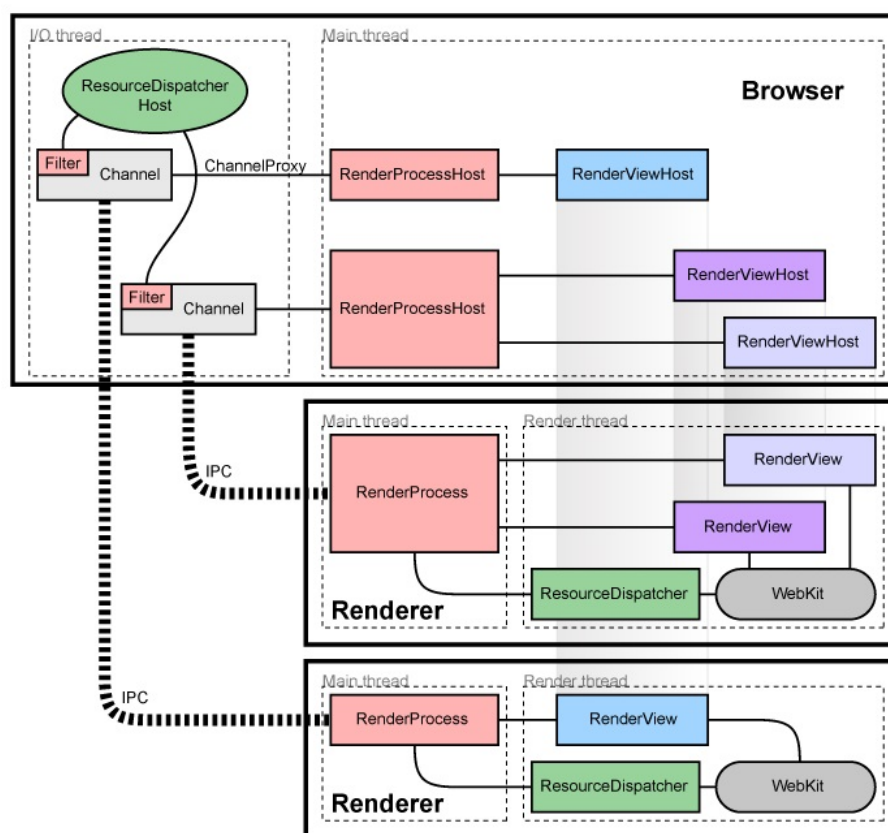 I/O thread
Main thread
ResourceDispatcher
Host
Browser
Filter
Channel
ChannelProxy
RenderProcessHost
RenderViewHost
Filter
Channel
RenderProcessHost
RenderViewHost
RenderViewHost
Main thread
Render thread
IPC
RenderProcess
RenderView
RenderView
ResourceDispatcher
WebKit
Renderer
Main thread
Render thread
IPC
RenderProcess
RenderView
ResourceDispatcher
WebKit
Renderer